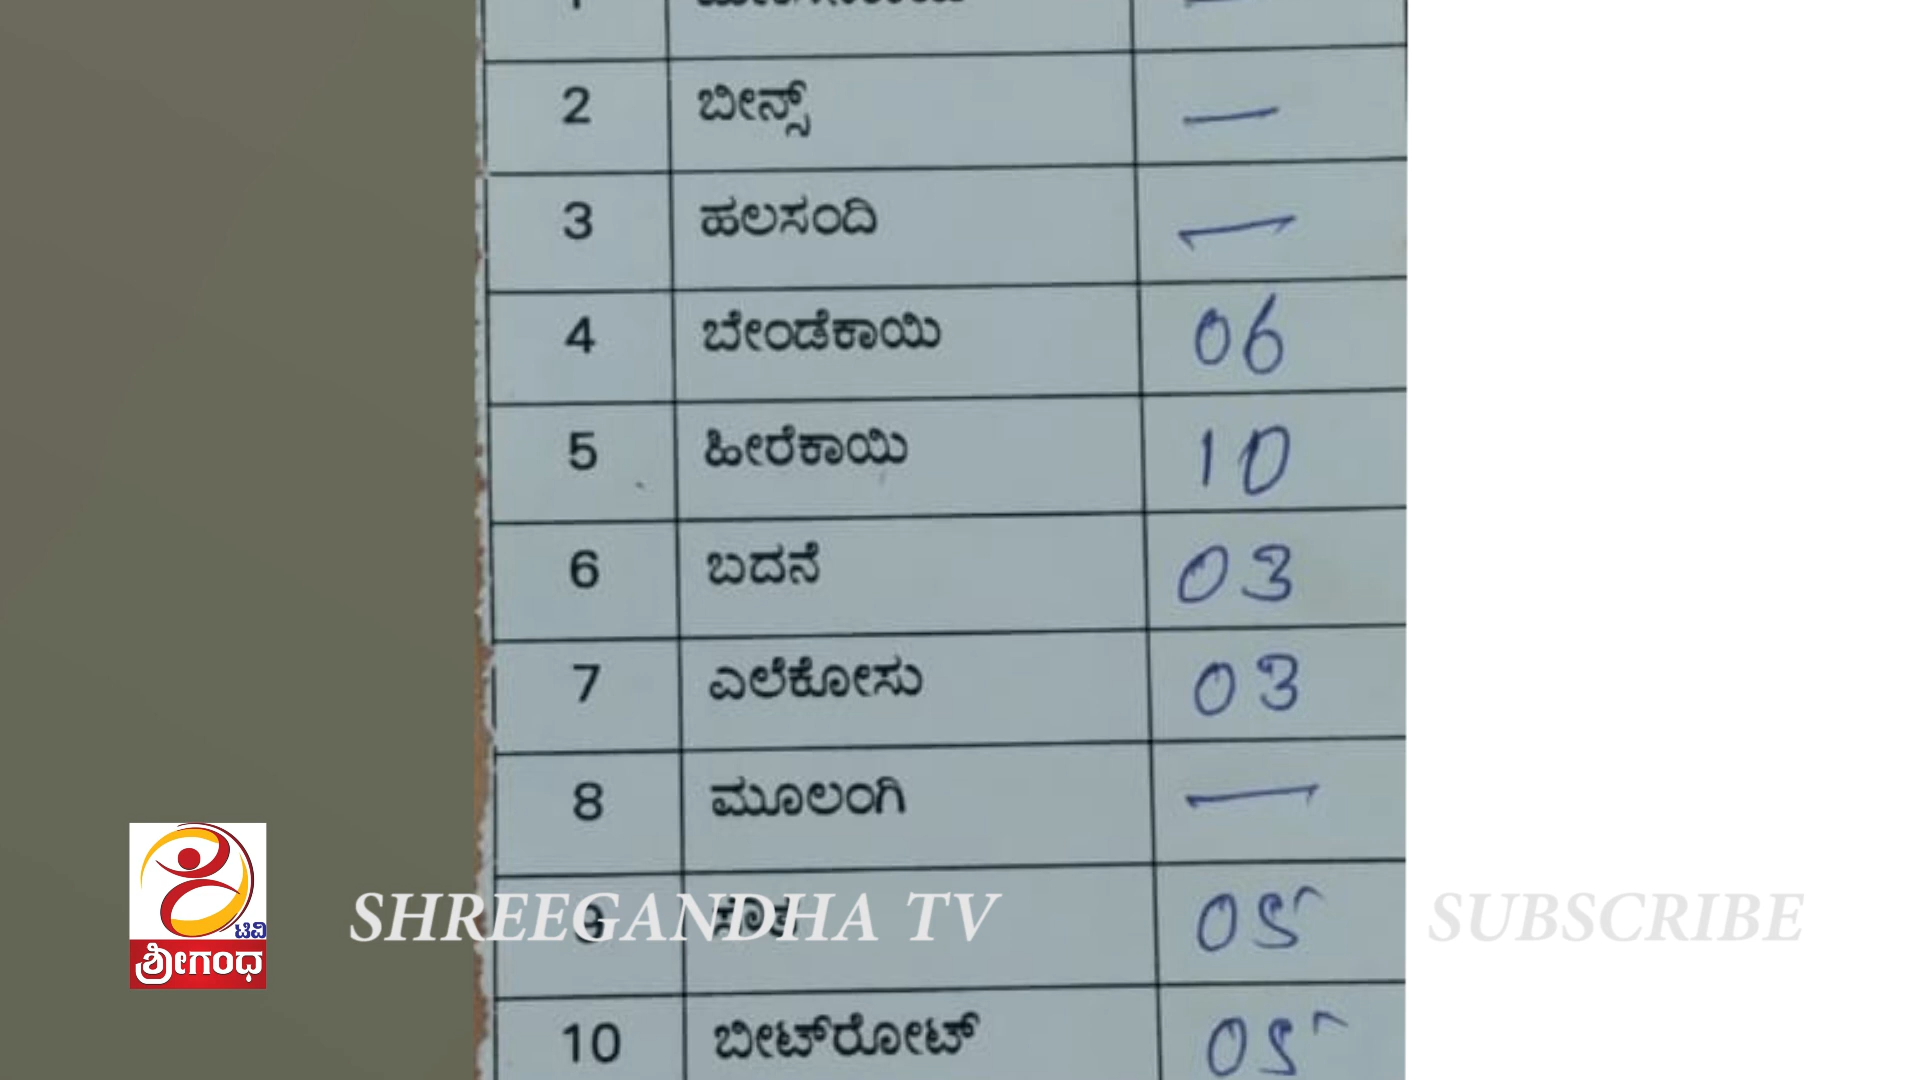 2 ಬೀನ್ಸ್ —
3 ಹಲಸಂದಿ —
4 ಬೇಂಡೆಕಾಯಿ 06
5 ಹೀರೆಕಾಯಿ 10
6 ಬದನೆ 03
7 ಎಲೆಕೋಸು 03
8 ಮೂಲಂಗಿ —
9 05
10 ಬೀಟ್‌ರೋಟ್ 05
ಟಿವಿ
ಶ್ರೀಗಂಧ
SHREEGANDHA TV
SUBSCRIBE